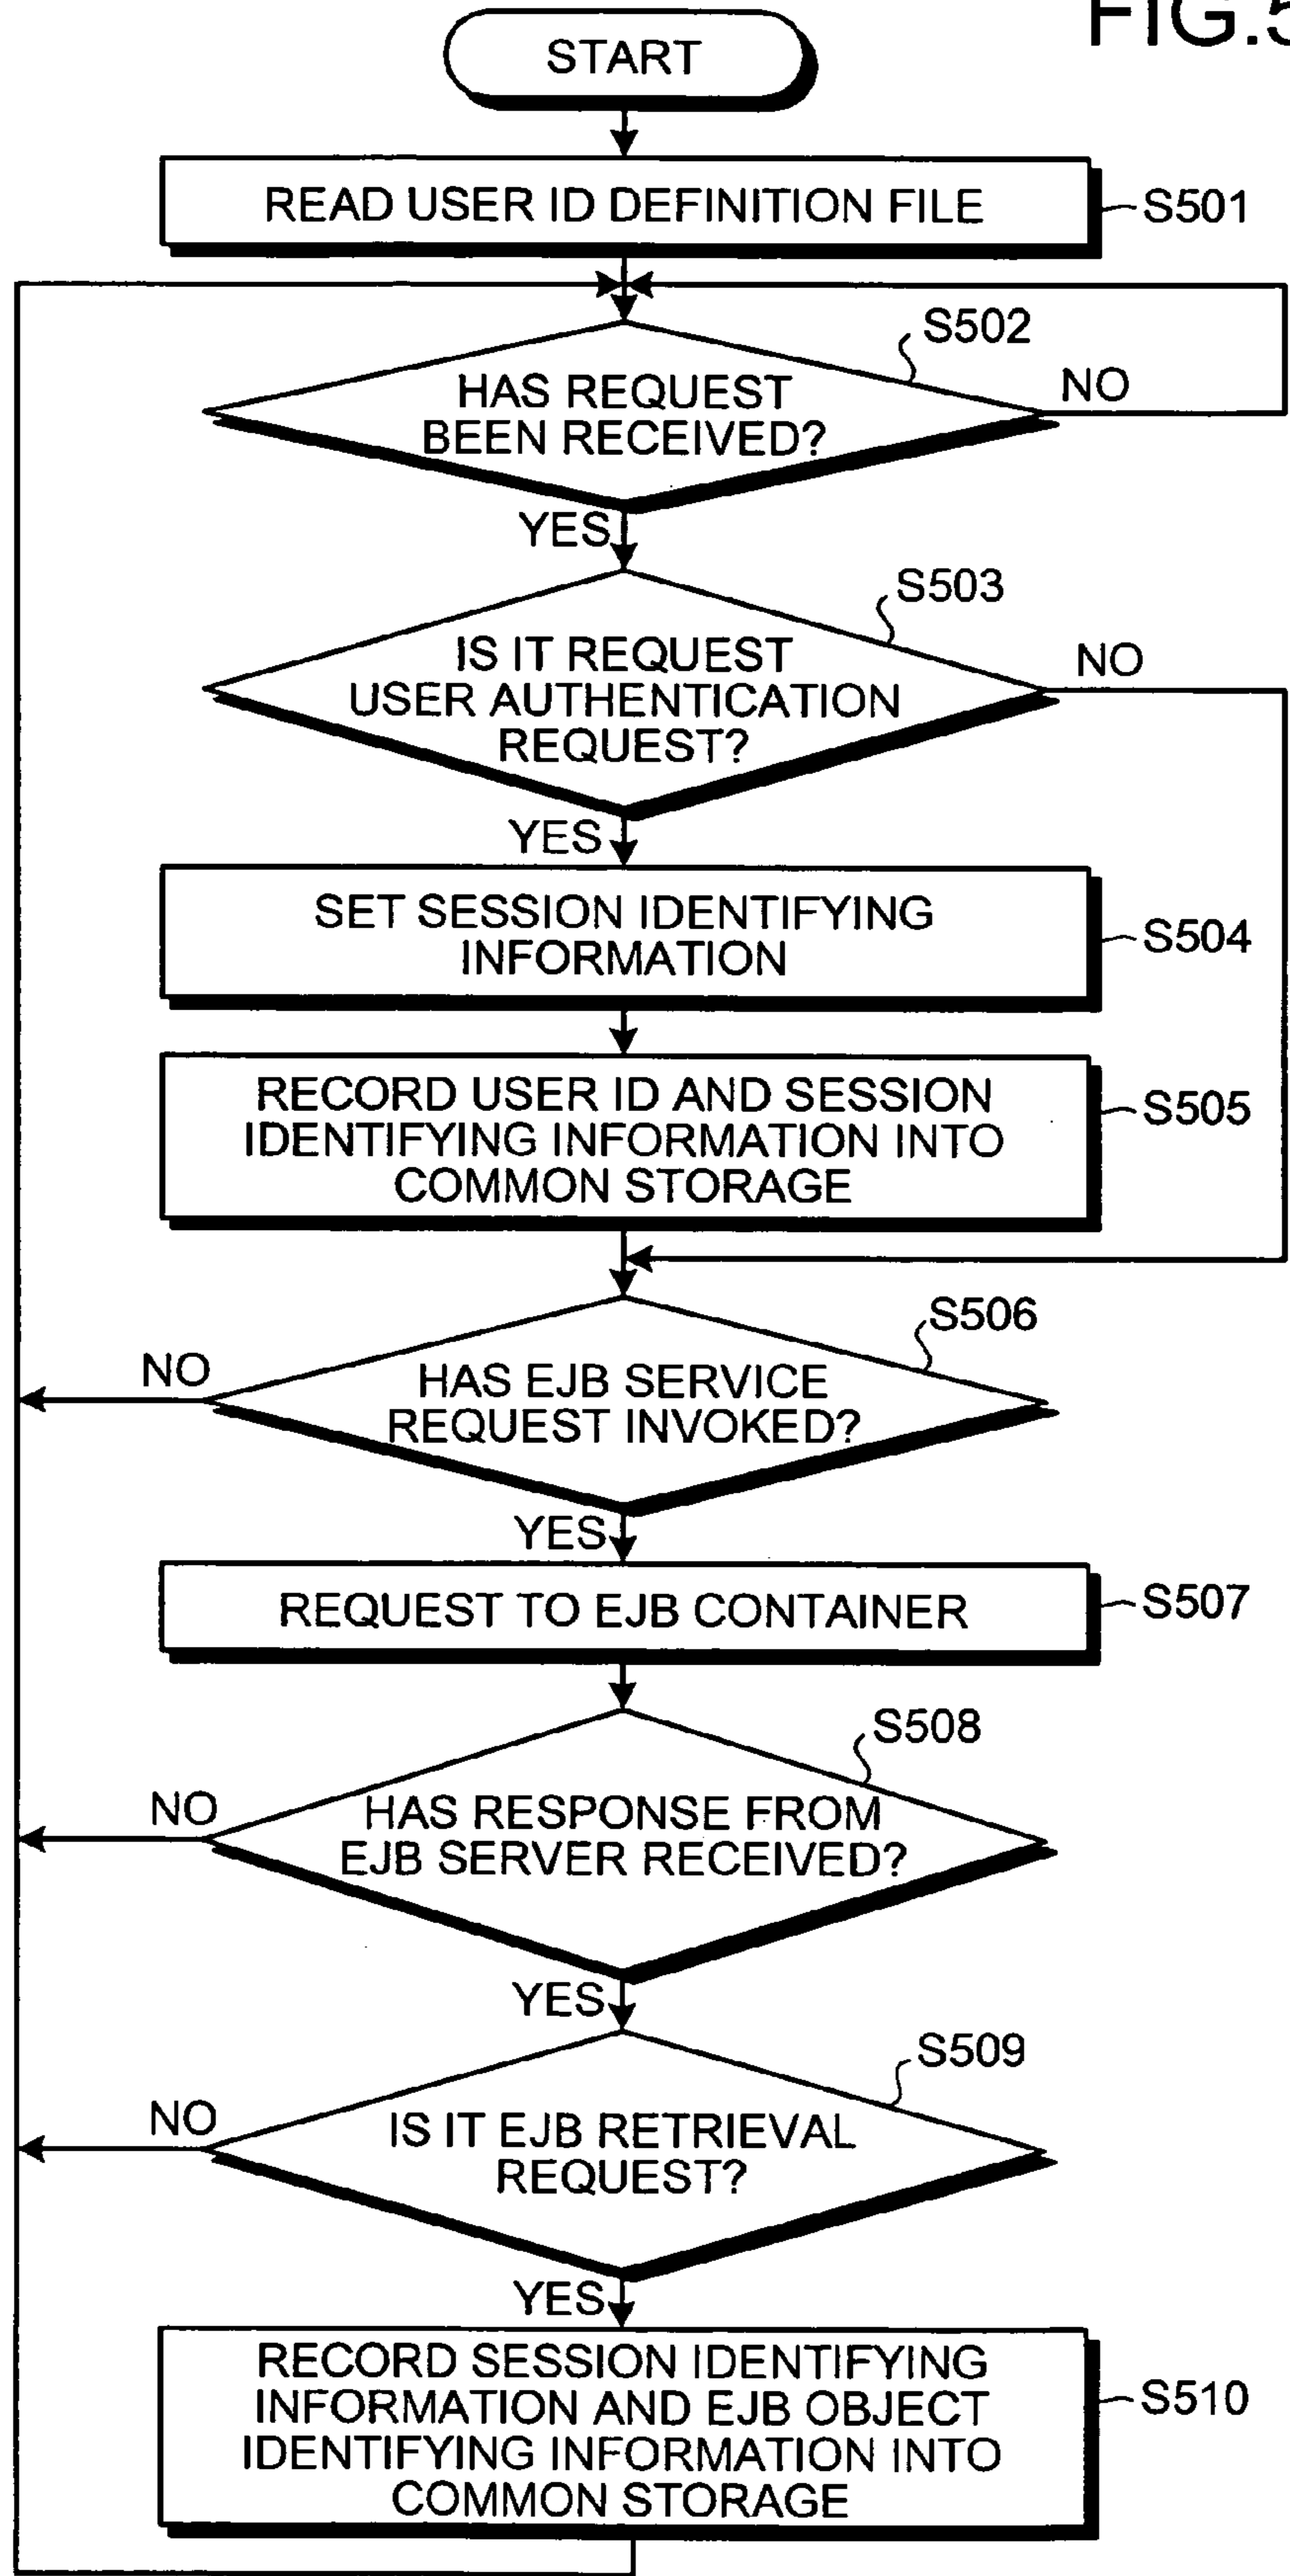 FIG.5
START
READ USER ID DEFINITION FILE
S501
S502
HAS REQUEST
BEEN RECEIVED?
NO
YES
S503
IS IT REQUEST
USER AUTHENTICATION
REQUEST?
NO
YES
SET SESSION IDENTIFYING
INFORMATION
S504
RECORD USER ID AND SESSION
IDENTIFYING INFORMATION INTO
COMMON STORAGE
S505
S506
NO
HAS EJB SERVICE
REQUEST INVOKED?
YES
REQUEST TO EJB CONTAINER
S507
S508
NO
HAS RESPONSE FROM
EJB SERVER RECEIVED?
YES
S509
NO
IS IT EJB RETRIEVAL
REQUEST?
YES
RECORD SESSION IDENTIFYING
INFORMATION AND EJB OBJECT
IDENTIFYING INFORMATION INTO
COMMON STORAGE
S510